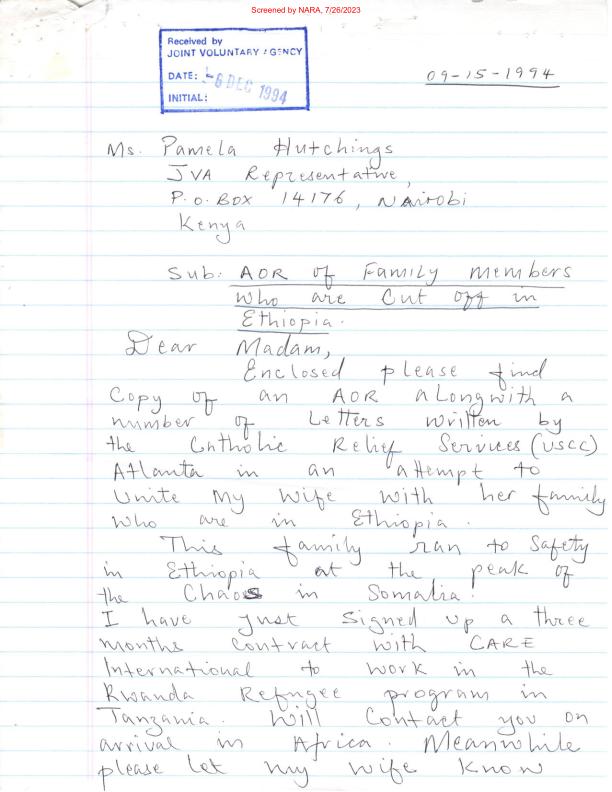 Screened by NARA, 7/26/2023
Received by
JOINT VOLUNTARY AGENCY
DATE: -6 DEC 1994
INITIAL:
09-15-1994
Ms. Pamela Hutchings
JVA Representative,
P.O. BOX 14176, NAirobi
Kenya
Sub: AOR of Family Members
Who are Cut off in
Ethiopia.
Dear Madam,
Enclosed please find
Copy of an AOR alongwith a
number of Letters written by
the Catholic Relief Services (USCC)
Atlanta in an attempt to
Unite My Wife with her family
Who are in Ethiopia.
This family ran to Safety
in Ethiopia at the peak of
the Chaos in Somalia.
I have just signed up a three
months contract with CARE
International to work in the
Rwanda Refugee program in
Tanzania. Will Contact you on
arrival in Africa. Meanwhile
please let my wife know